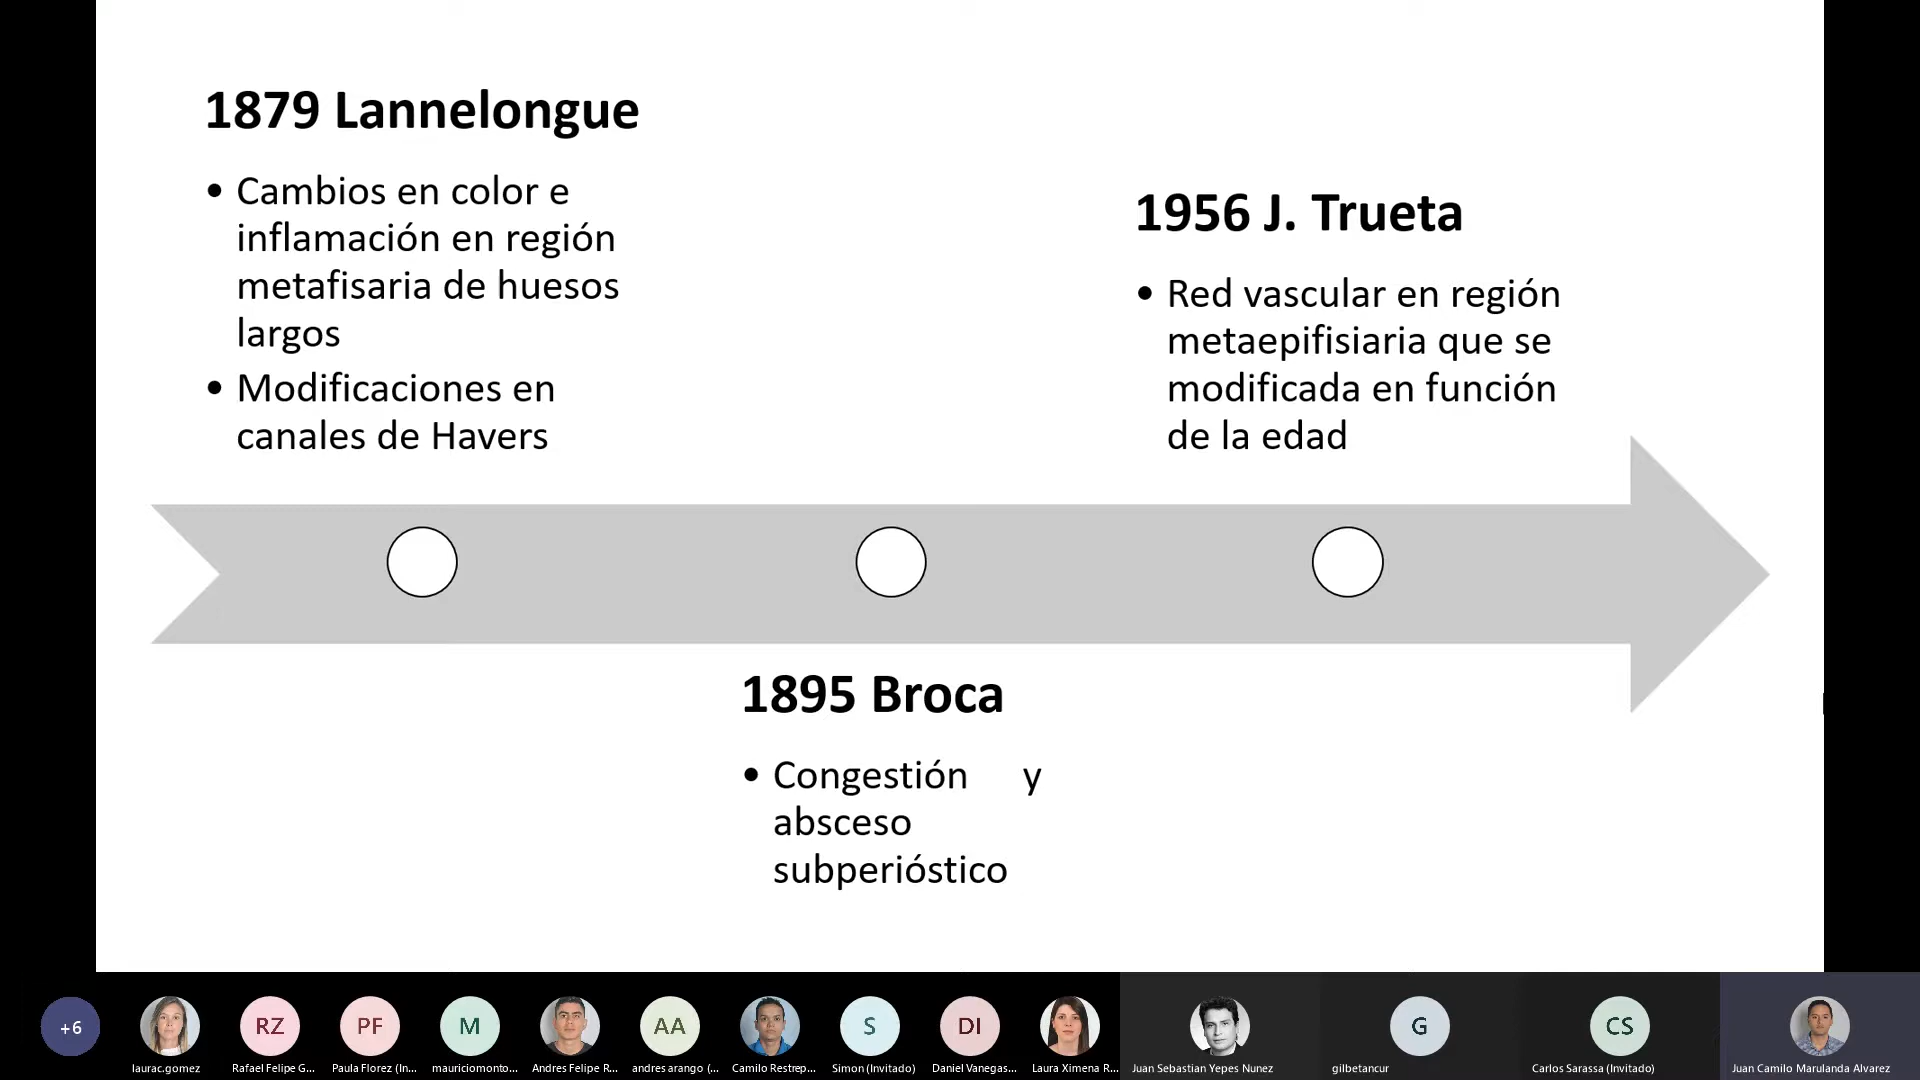 1879 Lannelongue
• Cambios en color e
inflamación en región
metafisaria de huesos
largos
• Modificaciones en
canales de Havers
1956 J. Trueta
• Red vascular en región
metaepifisiaria que se
modificada en función
de la edad
1895 Broca
• Congestión y
absceso
subperióstico
+6
RZ
PF
M
AA
S
DI
G
CS
laurac.gomez
Rafael Felipe G...
Paula Florez (In...
mauriciomonto...
Andres Felipe R...
andres arango (...
Camilo Restrep...
Simon (Invitado)
Daniel Vanegas...
Laura Ximena R...
Juan Sebastian Yepes Nunez
gilbetancur
Carlos Sarassa (Invitado)
Juan Camilo Marulanda Alvarez